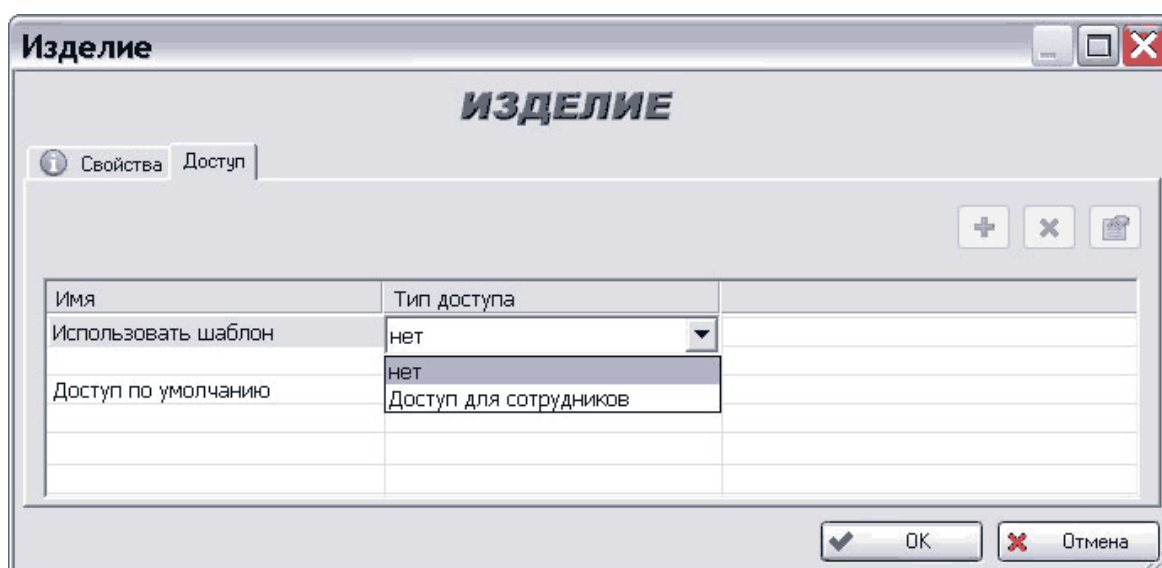 Изделие
ИЗДЕЛИЕ
Свойства Доступ
Имя Тип доступа
Использовать шаблон нет
нет
Доступ по умолчанию Доступ для сотрудников
OK Отмена